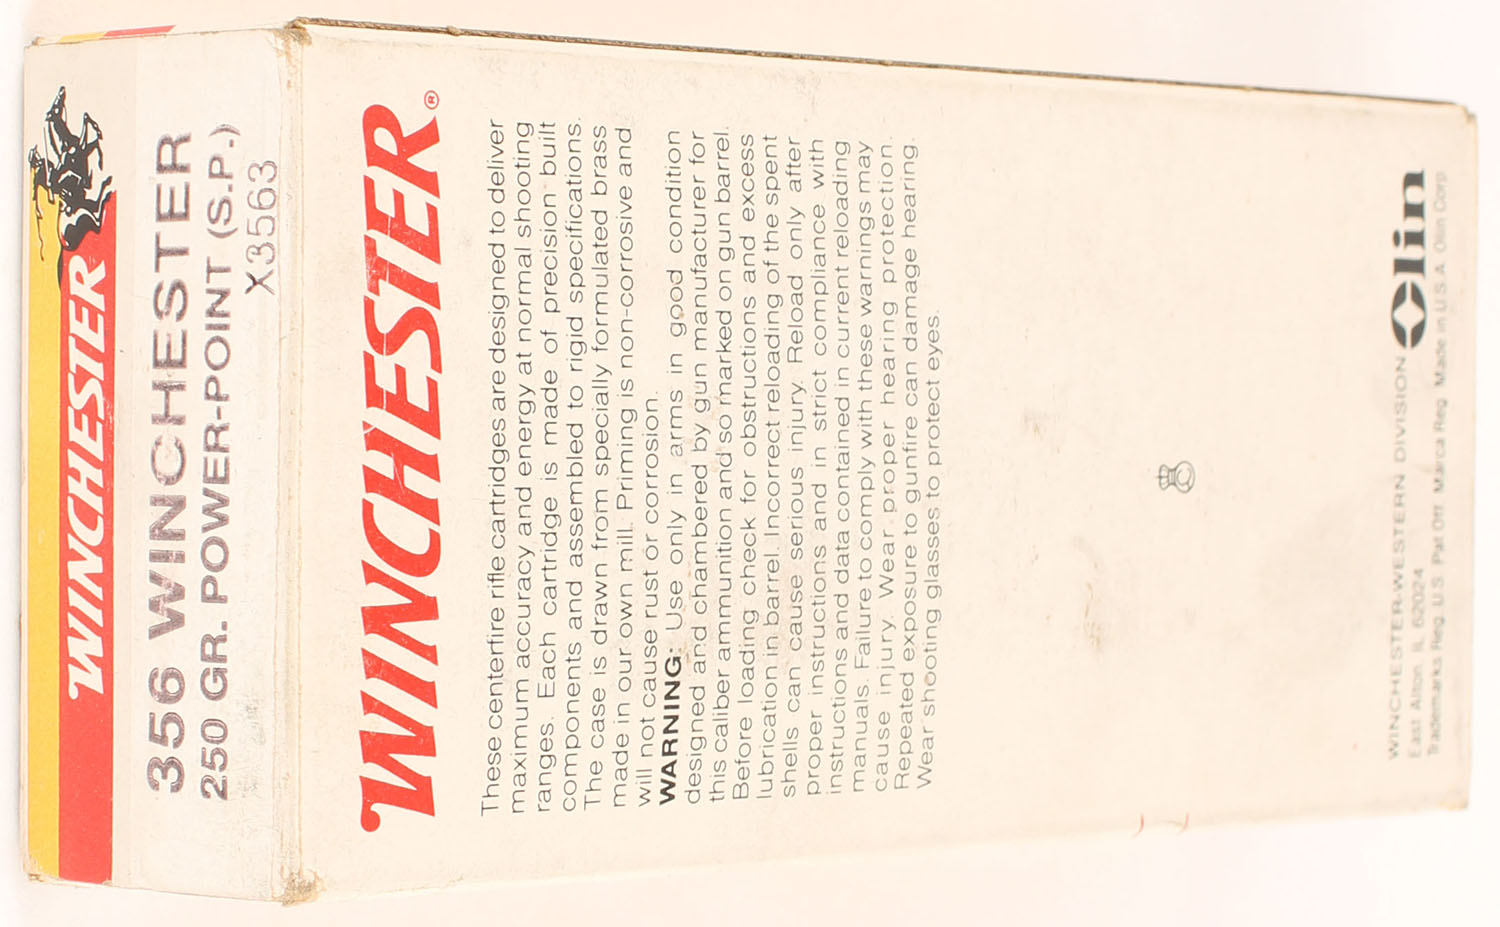 WINCHESTER
356 WINCHESTER
250 GR. POWER-POINT (S.P.)
X3563
WINCHESTER®
These centerfire rifle cartridges are designed to deliver
maximum accuracy and energy at normal shooting
ranges. Each cartridge is made of precision built
components and assembled to rigid specifications.
The case is drawn from specially formulated brass
made in our own mill. Priming is non-corrosive and
will not cause rust or corrosion.
WARNING: Use only in arms in good condition
designed and chambered by gun manufacturer for
this caliber ammunition and so marked on gun barrel.
Before loading check for obstructions and excess
lubrication in barrel. Incorrect reloading of the spent
shells can cause serious injury. Reload only after
proper instructions and in strict compliance with
instructions and data contained in current reloading
manuals. Failure to comply with these warnings may
cause injury. Wear proper hearing protection.
Repeated exposure to gunfire can damage hearing.
Wear shooting glasses to protect eyes.
WINCHESTER-WESTERN DIVISION Olin
East Alton, IL 62024
Trademarks Reg. U.S. Pat Off. Marca Reg. Made in U.S.A. Olin Corp.